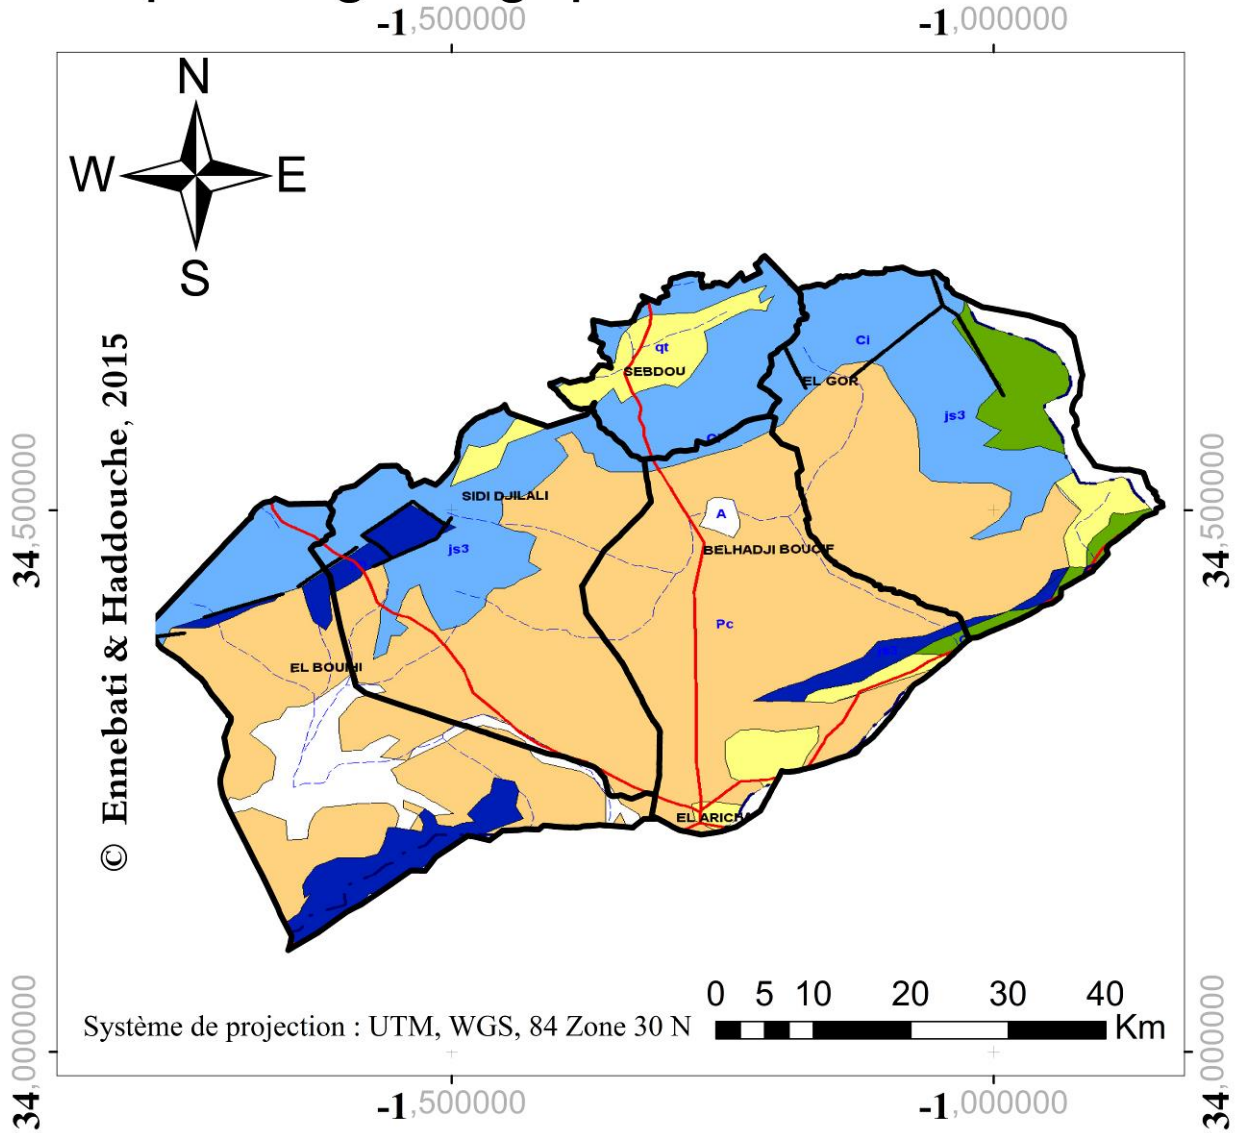 -1,500000 -1,000000
N
W E
S
© Ennebati & Haddouche, 2015
34,500000 34,500000
Ci
qt
SEBDOU
EL GOR
js3
SIDI DJILALI
A
js3
BELHADJI BOUCIF
Pc
EL BOUIHI
EL ARICHA
0 5 10 20 30 40
Km
Système de projection : UTM, WGS, 84 Zone 30 N
34,000000 34,000000
-1,500000 -1,000000